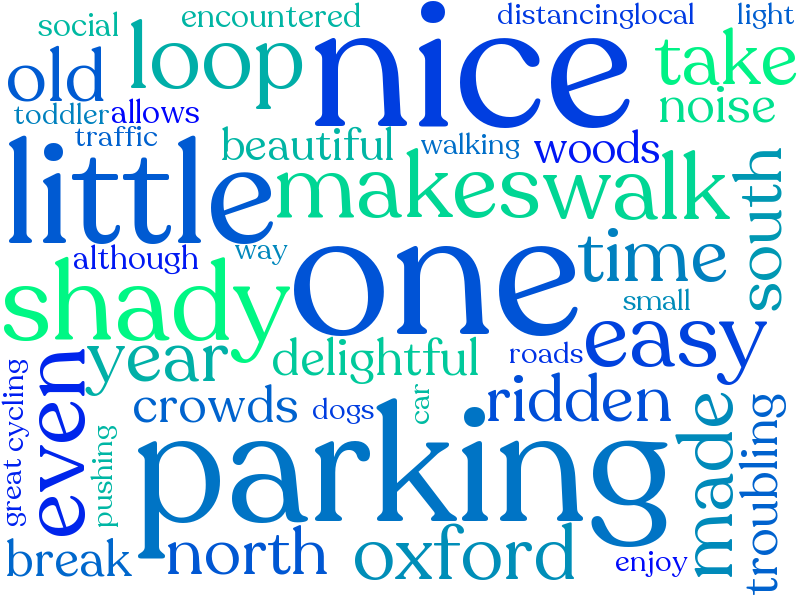 social
encountered
distancinglocal
light
old
loop
nice
take
toddler
allows
noise
traffic
beautiful
walking
woods
little
makes
walk
south
although
way
one
time
shady
small
year
delightful
roads
easy
great cycling
even
crowds
dogs
car
ridden
made
troubling
pushing
parking
break
north
oxford
enjoy